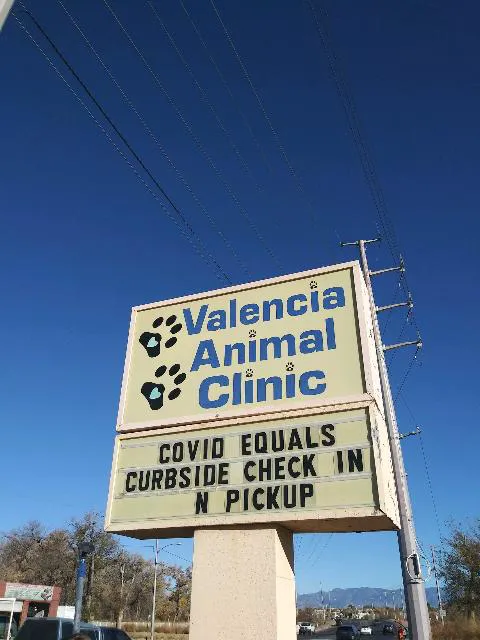 Valencia
Animal
Clinic
COVID EQUALS
CURBSIDE CHECK IN
N PICKUP